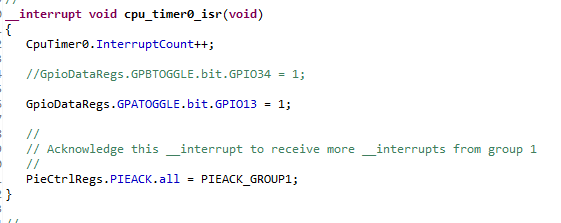 __interrupt void cpu_timer0_isr(void)
{
CpuTimer0.InterruptCount++;
//GpioDataRegs.GPBTOGGLE.bit.GPIO34 = 1;
GpioDataRegs.GPATOGGLE.bit.GPIO13 = 1;
//
// Acknowledge this __interrupt to receive more __interrupts from group 1
//
PieCtrlRegs.PIEACK.all = PIEACK_GROUP1;
}